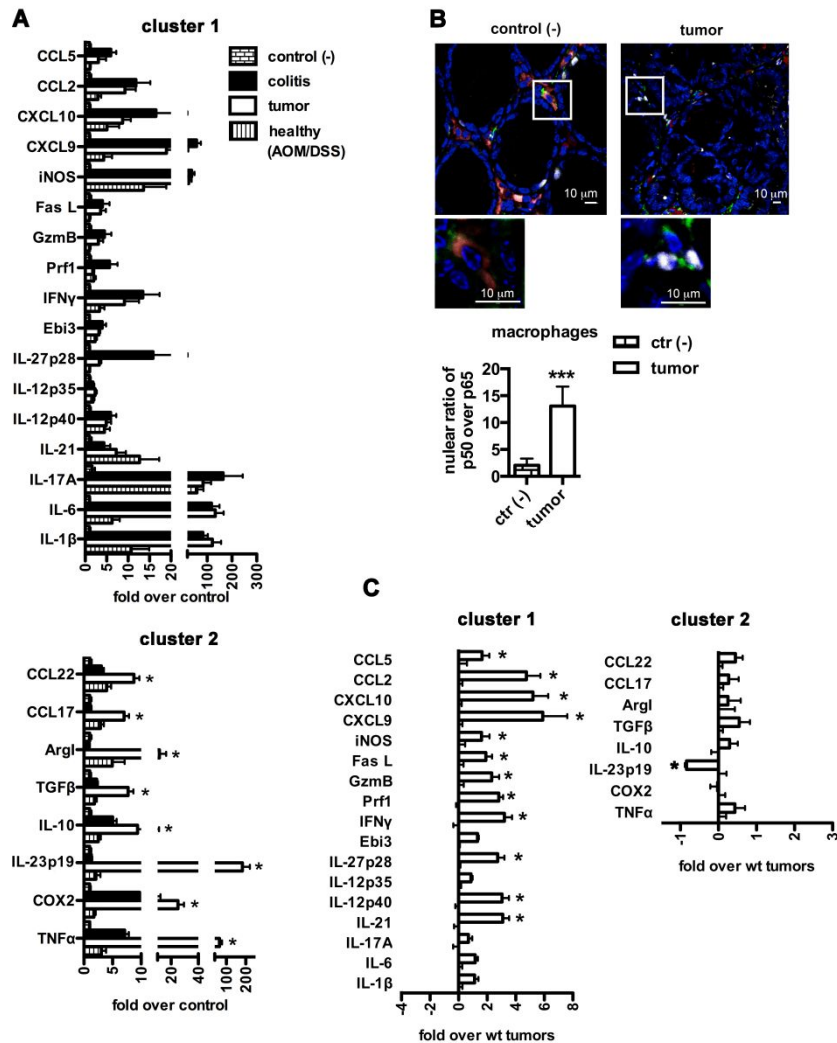 A
cluster 1
control (-)
colitis
tumor
healthy
(AOM/DSS)
CCL5
CCL2
CXCL10
CXCL9
iNOS
Fas L
GzmB
Prf1
IFNγ
Ebi3
IL-27p28
IL-12p35
IL-12p40
IL-21
IL-17A
IL-6
IL-1β
0 5 10 15 20 100 200 300
fold over control
cluster 2
CCL22 *
CCL17 *
ArgI *
TGFβ *
IL-10 *
IL-23p19 *
COX2 *
TNFα *
0 5 10 20 40 100 200
fold over control
B
control (-) tumor
10 μm 10 μm
10 μm 10 μm
macrophages
ctr (-)
tumor
nulear ratio of
p50 over p65
20
15
10
5
0
***
ctr (-) tumor
C
cluster 1
CCL5 *
CCL2 *
CXCL10 *
CXCL9 *
iNOS *
Fas L *
GzmB *
Prf1 *
IFNγ *
Ebi3
IL-27p28 *
IL-12p35
IL-12p40 *
IL-21 *
IL-17A
IL-6
IL-1β
-4 -2 0 2 4 6 8
fold over wt tumors
cluster 2
CCL22
CCL17
ArgI
TGFβ
IL-10
IL-23p19 *
COX2
TNFα
-1 0 1 2 3
fold over wt tumors